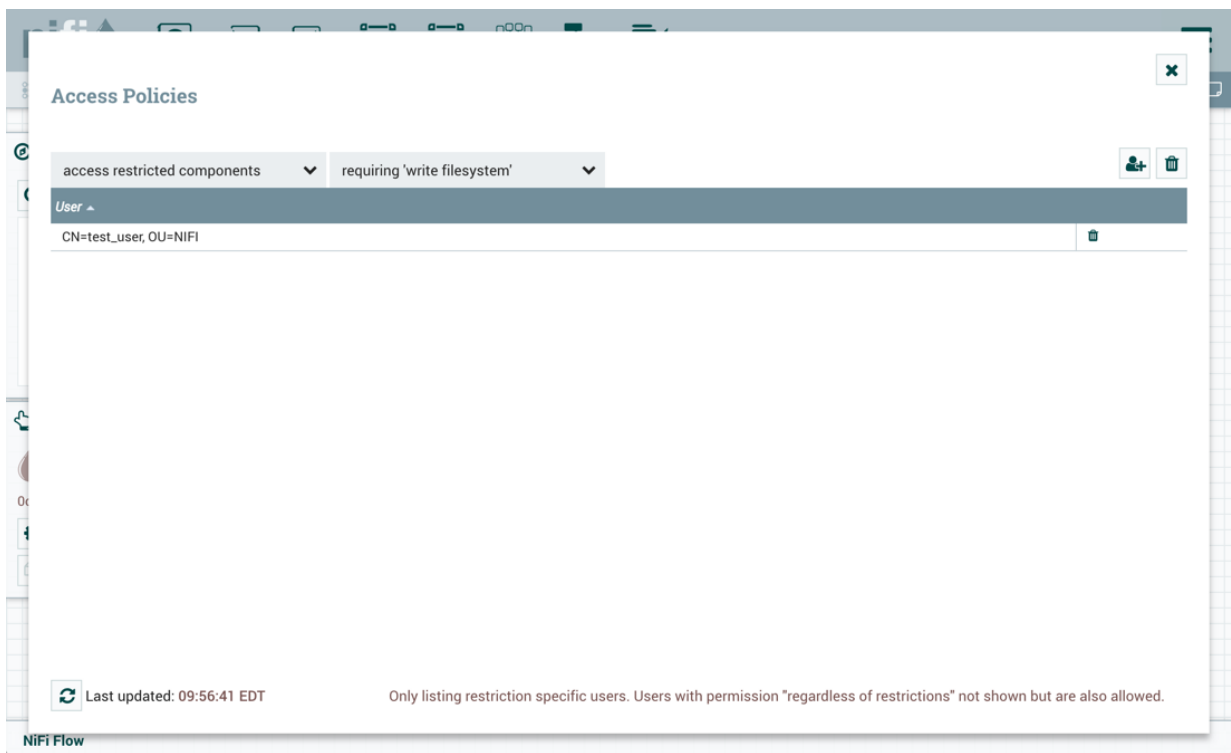 nifi
Access Policies
access restricted components requiring 'write filesystem'
User
CN=test_user, OU=NIFI
Last updated: 09:56:41 EDT Only listing restriction specific users. Users with permission "regardless of restrictions" not shown but are also allowed.
NiFi Flow